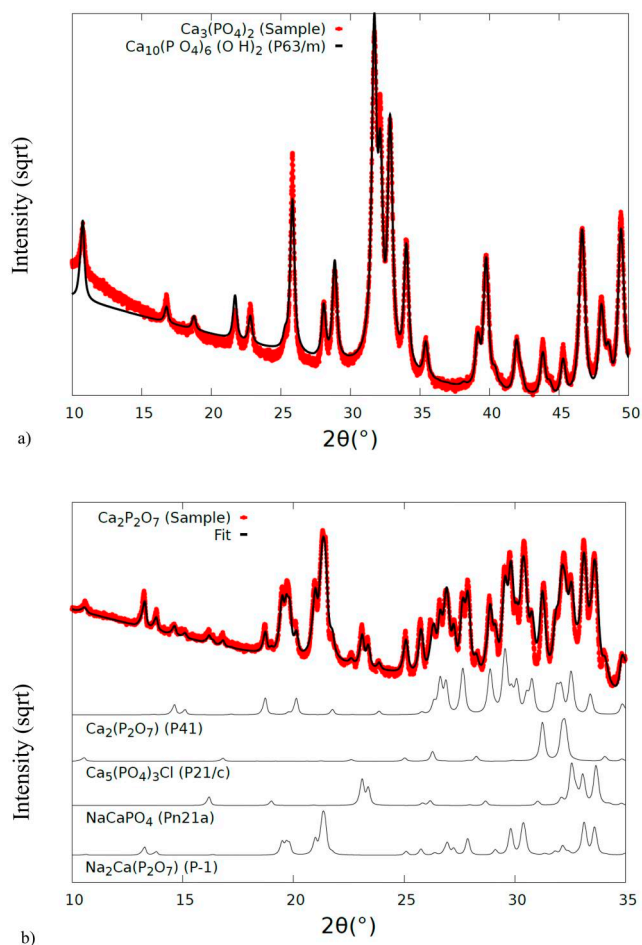 Ca3(PO4)2 (Sample)
Ca10(P O4)6 (O H)2 (P63/m)
Intensity (sqrt)
10 15 20 25 30 35 40 45 50
2θ(°)
a)
Ca2P2O7 (Sample)
Fit
Intensity (sqrt)
Ca2(P2O7) (P41)
Ca5(PO4)3Cl (P21/c)
NaCaPO4 (Pn21a)
Na2Ca(P2O7) (P-1)
10 15 20 25 30 35
2θ(°)
b)